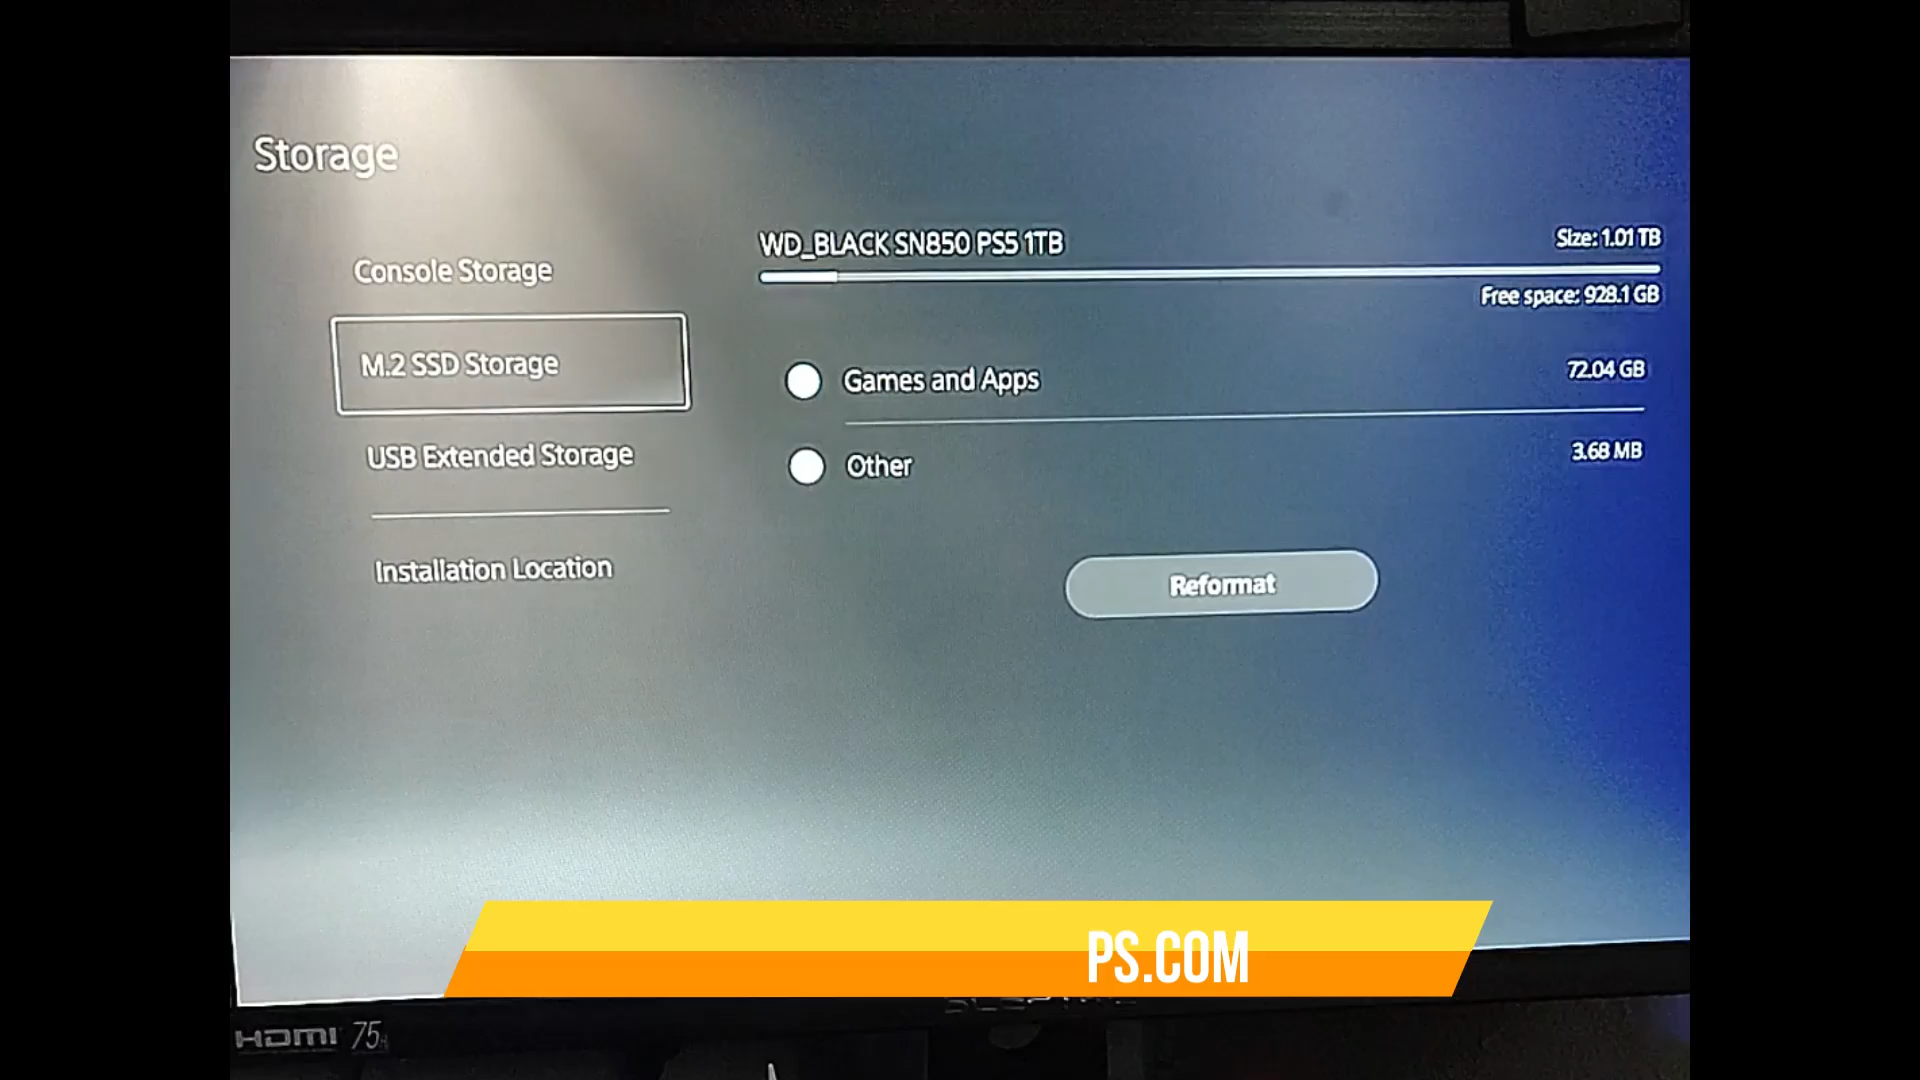 Storage
Console Storage
M.2 SSD Storage
USB Extended Storage
Installation Location
WD_BLACK SN850 PS5 1TB
Size: 1.01 TB
Free space: 928.1 GB
Games and Apps
72.04 GB
Other
3.68 MB
Reformat
PS.COM
HDMI 75